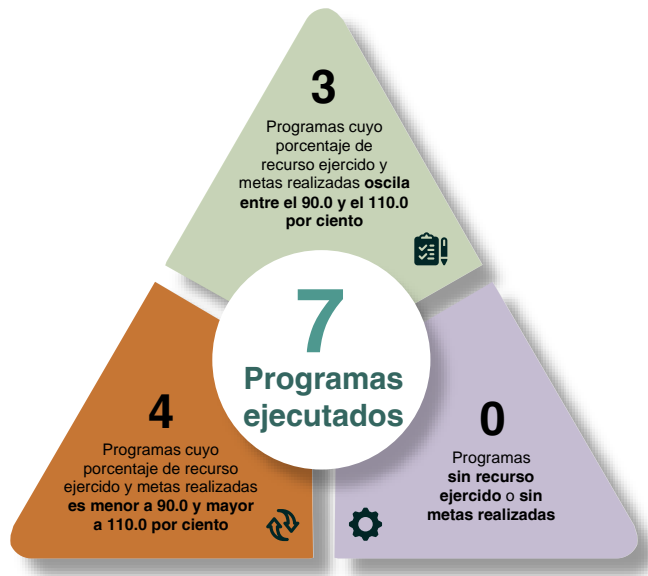 3
Programas cuyo
porcentaje de
recurso ejercido y
metas realizadas oscila
entre el 90.0 y el 110.0
por ciento
7
Programas
ejecutados
4
Programas cuyo
porcentaje de recurso
ejercido y metas realizadas
es menor a 90.0 y mayor
a 110.0 por ciento
0
Programas
sin recurso
ejercido o sin
metas realizadas